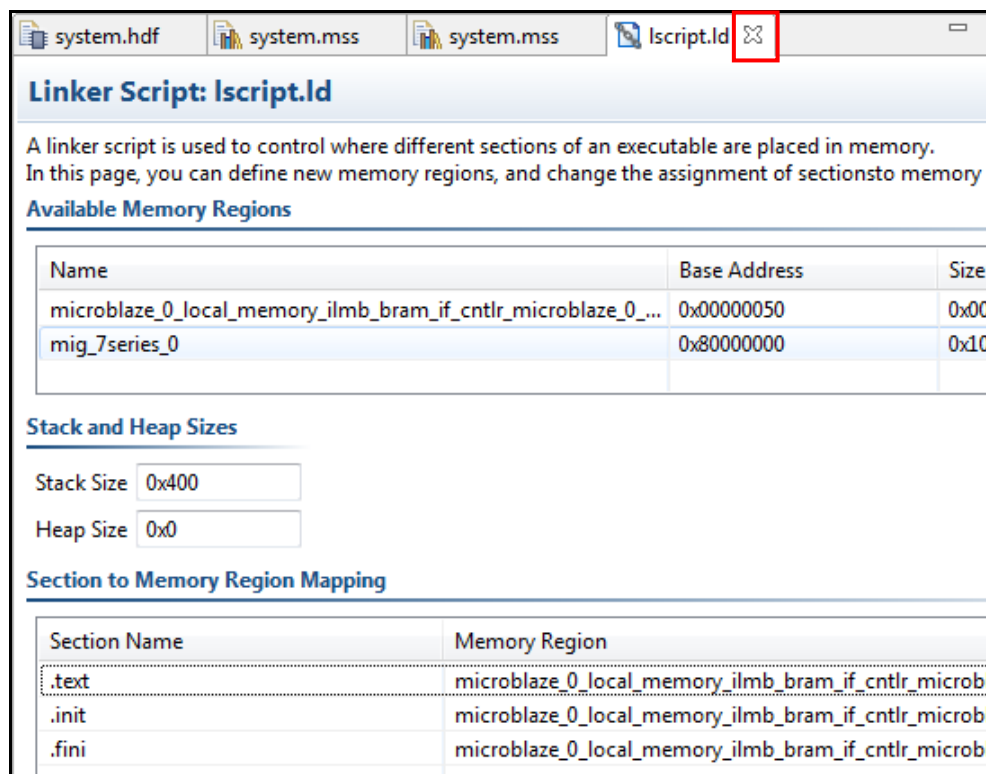 system.hdf system.mss system.mss lscript.ld
Linker Script: lscript.ld
A linker script is used to control where different sections of an executable are placed in memory.
In this page, you can define new memory regions, and change the assignment of sectionsto memory
Available Memory Regions
Name Base Address Size
microblaze_0_local_memory_ilmb_bram_if_cntlr_microblaze_0_... 0x00000050 0x00
mig_7series_0 0x80000000 0x10
Stack and Heap Sizes
Stack Size 0x400
Heap Size 0x0
Section to Memory Region Mapping
Section Name Memory Region
.text microblaze_0_local_memory_ilmb_bram_if_cntlr_microb
.init microblaze_0_local_memory_ilmb_bram_if_cntlr_microb
.fini microblaze_0_local_memory_ilmb_bram_if_cntlr_microb